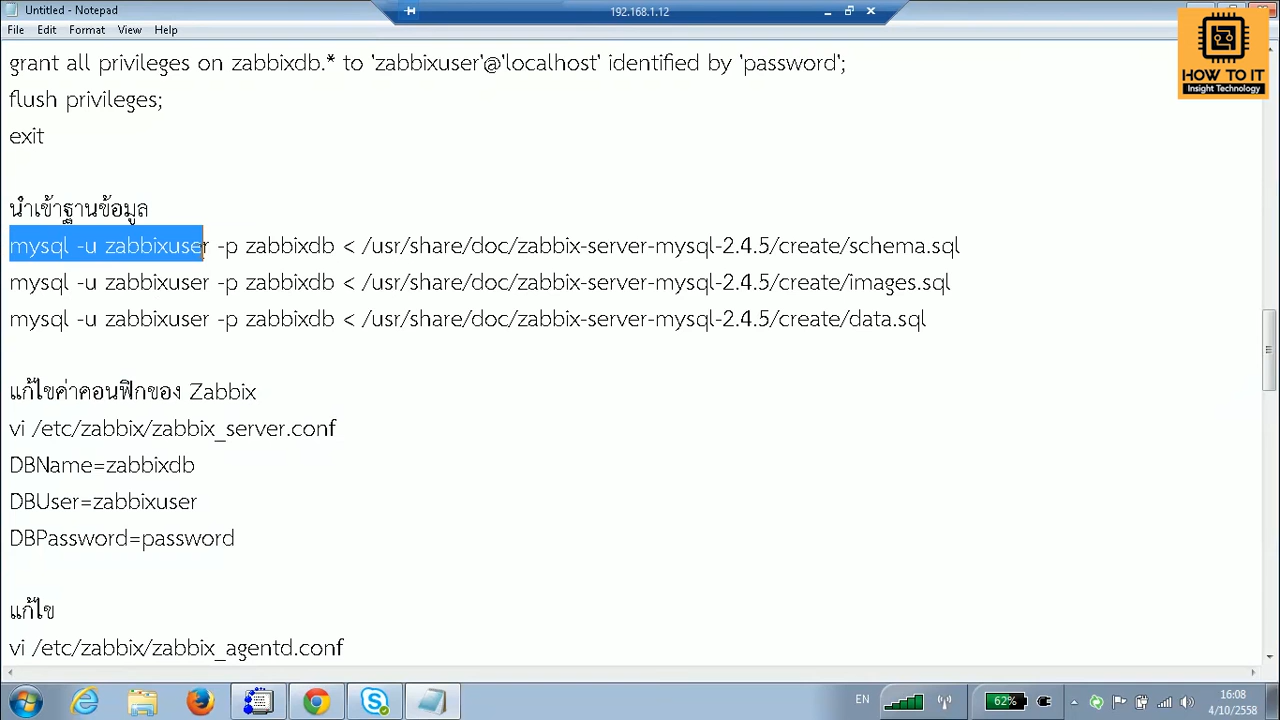 Untitled - Notepad
192.168.1.12
File Edit Format View Help
HOW TO IT
Insight Technology
grant all privileges on zabbixdb.* to 'zabbixuser'@'localhost' identified by 'password';
flush privileges;
exit
นำเข้าฐานข้อมูล
mysql -u zabbixuser -p zabbixdb < /usr/share/doc/zabbix-server-mysql-2.4.5/create/schema.sql
mysql -u zabbixuser -p zabbixdb < /usr/share/doc/zabbix-server-mysql-2.4.5/create/images.sql
mysql -u zabbixuser -p zabbixdb < /usr/share/doc/zabbix-server-mysql-2.4.5/create/data.sql
แก้ไขค่าคอนฟิกของ Zabbix
vi /etc/zabbix/zabbix_server.conf
DBName=zabbixdb
DBUser=zabbixuser
DBPassword=password
แก้ไข
vi /etc/zabbix/zabbix_agentd.conf
EN
62%
16:08
4/10/2558